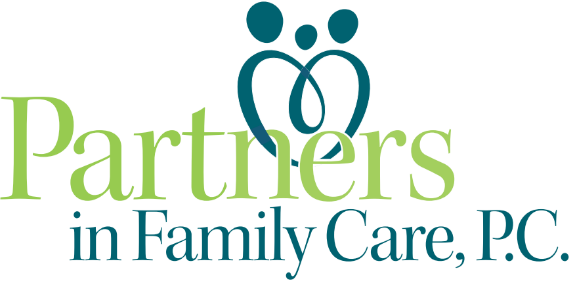 Partners
in Family Care, P.C.